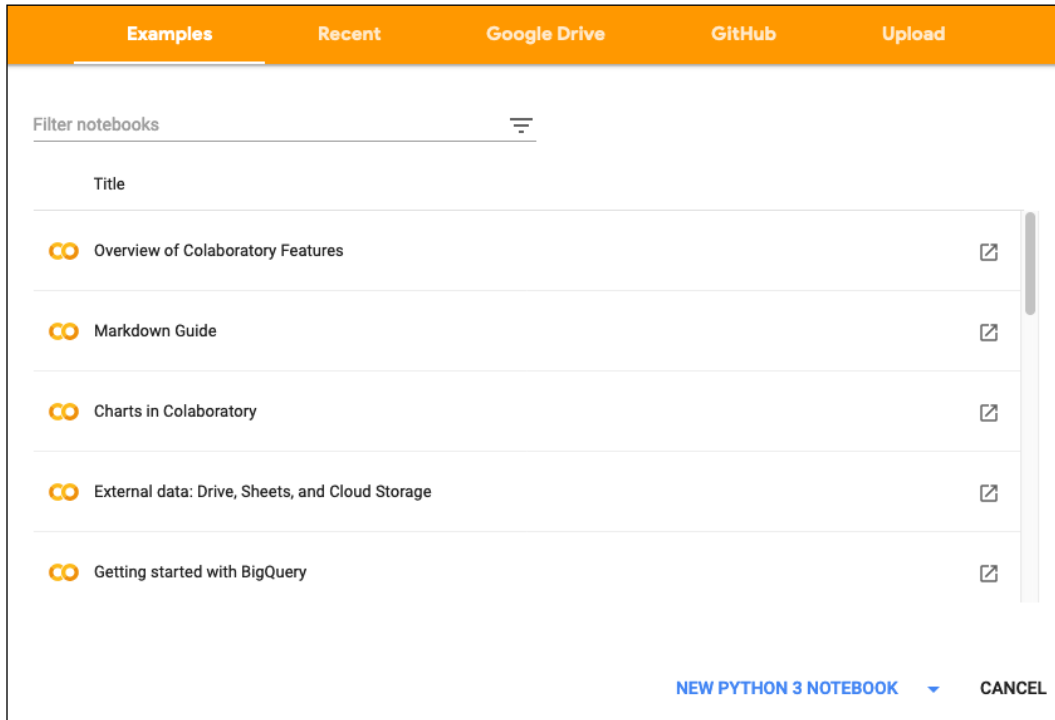 Examples Recent Google Drive GitHub Upload
Filter notebooks
Title
Overview of Colaboratory Features
Markdown Guide
Charts in Colaboratory
External data: Drive, Sheets, and Cloud Storage
Getting started with BigQuery
NEW PYTHON 3 NOTEBOOK CANCEL